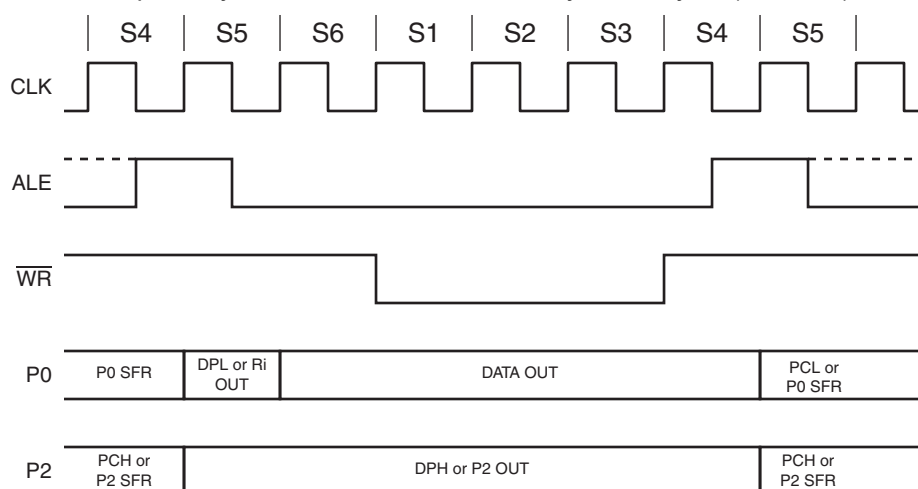 S4 S5 S6 S1 S2 S3 S4 S5
CLK
ALE
WR
P0
P0 SFR
DPL or Ri
OUT
DATA OUT
PCL or
P0 SFR
P2
PCH or
P2 SFR
DPH or P2 OUT
PCH or
P2 SFR